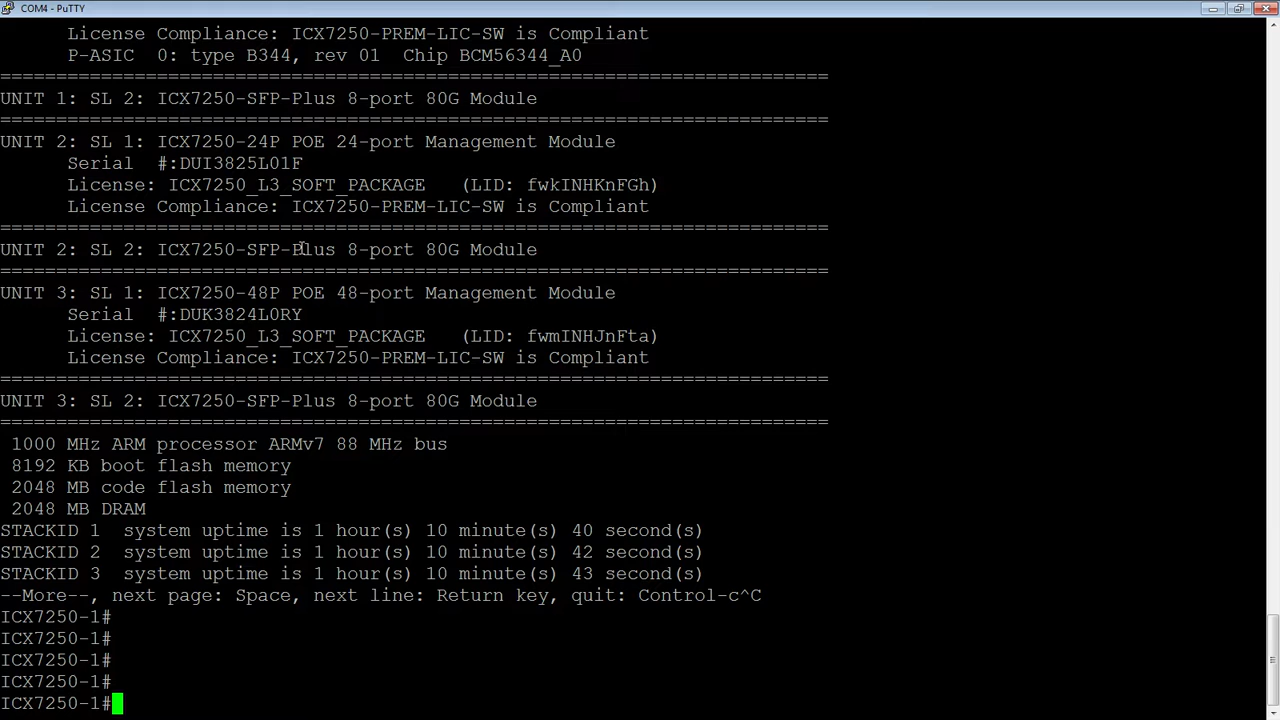 COM4 - PuTTY
License Compliance: ICX7250-PREM-LIC-SW is Compliant
P-ASIC  0: type B344, rev 01  Chip BCM56344_A0
==========================================================================
UNIT 1: SL 2: ICX7250-SFP-Plus 8-port 80G Module
==========================================================================
UNIT 2: SL 1: ICX7250-24P POE 24-port Management Module
Serial  #:DUI3825L01F
License: ICX7250_L3_SOFT_PACKAGE   (LID: fwkINHKnFGh)
License Compliance: ICX7250-PREM-LIC-SW is Compliant
==========================================================================
UNIT 2: SL 2: ICX7250-SFP-Plus 8-port 80G Module
==========================================================================
UNIT 3: SL 1: ICX7250-48P POE 48-port Management Module
Serial  #:DUK3824L0RY
License: ICX7250_L3_SOFT_PACKAGE   (LID: fwmINHJnFta)
License Compliance: ICX7250-PREM-LIC-SW is Compliant
==========================================================================
UNIT 3: SL 2: ICX7250-SFP-Plus 8-port 80G Module
==========================================================================
1000 MHz ARM processor ARMv7 88 MHz bus
8192 KB boot flash memory
2048 MB code flash memory
2048 MB DRAM
STACKID 1  system uptime is 1 hour(s) 10 minute(s) 40 second(s)
STACKID 2  system uptime is 1 hour(s) 10 minute(s) 42 second(s)
STACKID 3  system uptime is 1 hour(s) 10 minute(s) 43 second(s)
--More--, next page: Space, next line: Return key, quit: Control-c^C
ICX7250-1#
ICX7250-1#
ICX7250-1#
ICX7250-1#
ICX7250-1#